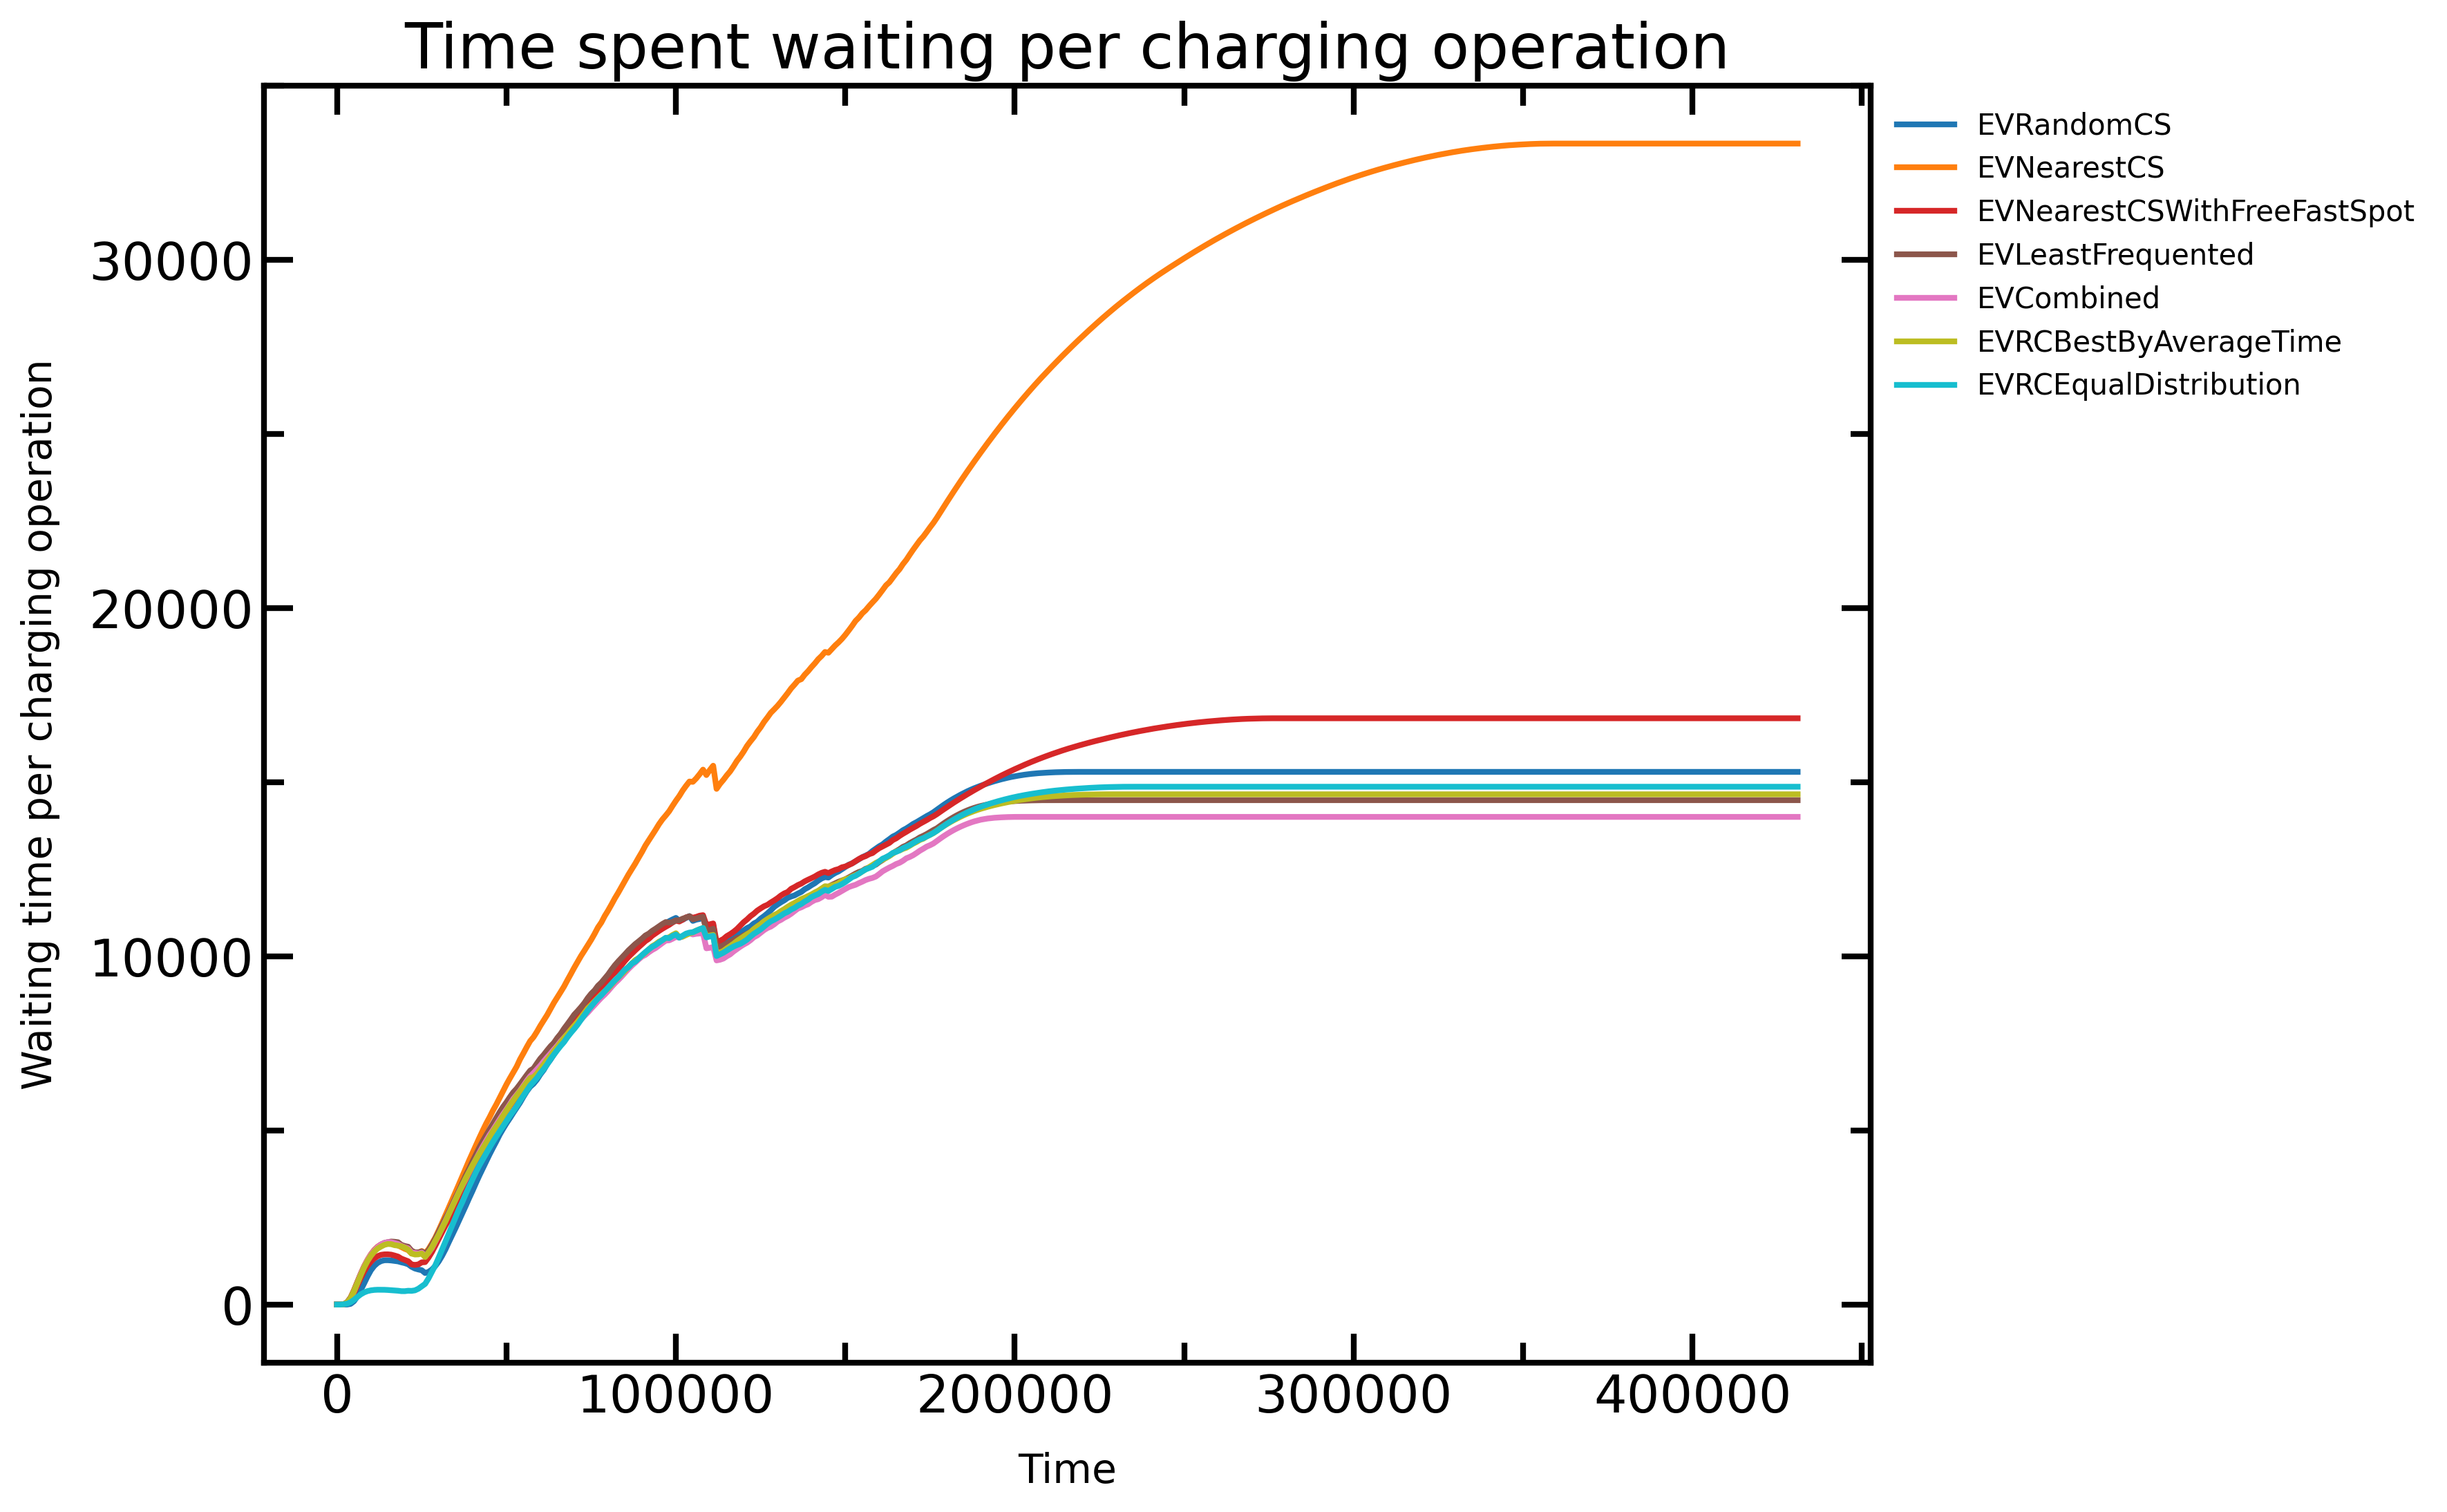 Time spent waiting per charging operation
EVRandomCS
EVNearestCS
EVNearestCSWithFreeFastSpot
EVLeastFrequented
EVCombined
EVRCBestByAverageTime
EVRCEqualDistribution
Waiting time per charging operation
30000
20000
10000
0
0 100000 200000 300000 400000
Time